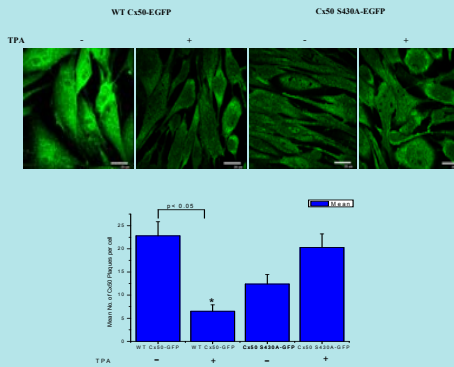 WT Cx50-EGFP Cx50 S430A-EGFP
TPA - + - +
p< 0.05
Mean
Mean No. of Cx50 Plaques per cell
25
20
15
10
5
0
*
WT Cx50-GFP WT Cx50-GFP Cx50 S430A-GFP Cx50 S430A-GFP
TPA - + - +